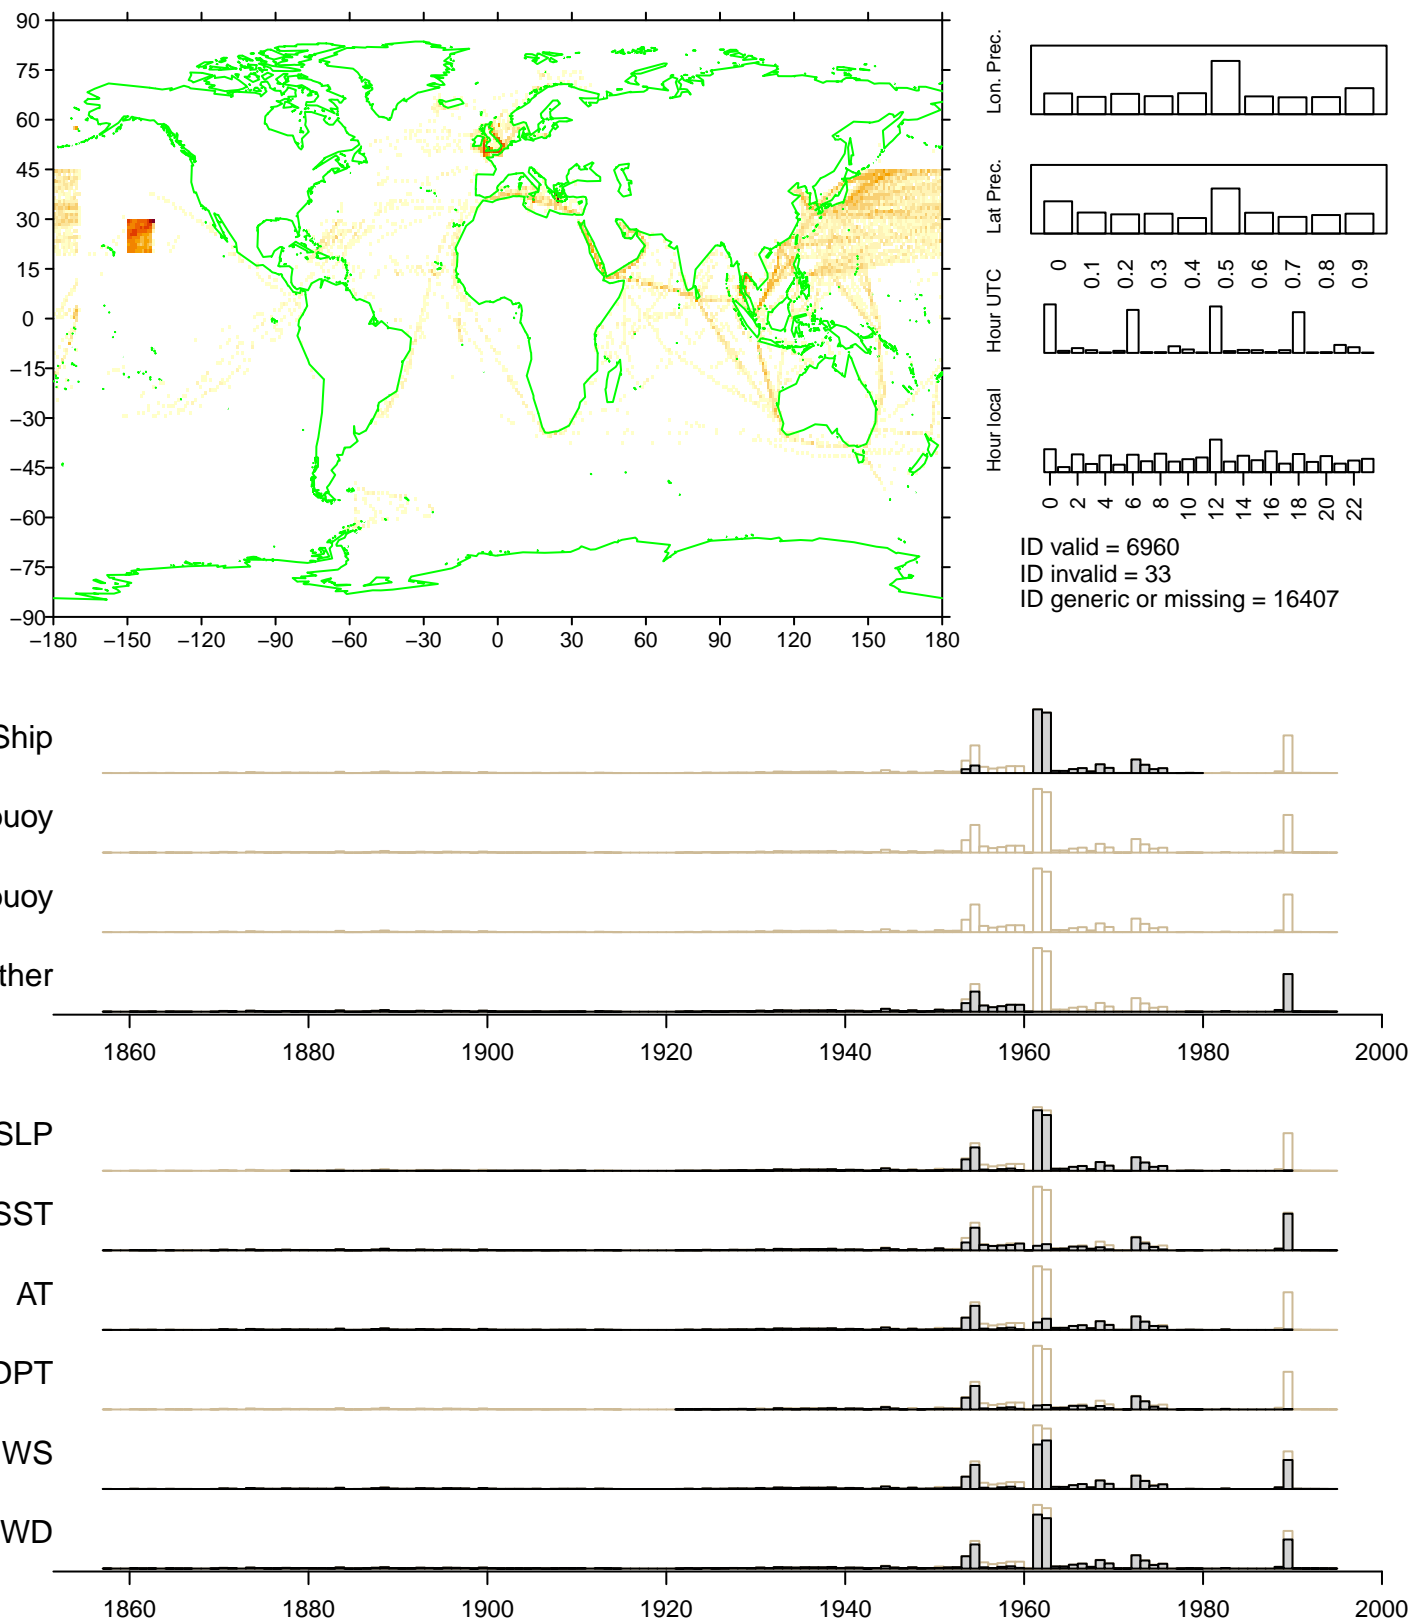 90
75
60
45
30
15
0
−15
−30
−45
−60
−75
−90
−180 −150 −120 −90 −60 −30 0 30 60 90 120 150 180
Lon. Prec.
Lat Prec.
0 0.1 0.2 0.3 0.4 0.5 0.6 0.7 0.8 0.9
Hour UTC
Hour local
0 2 4 6 8 10 12 14 16 18 20 22
ID valid = 6960
ID invalid = 33
ID generic or missing = 16407
Ship
ouoy
ouoy
ther
1860 1880 1900 1920 1940 1960 1980 2000
SLP
SST
AT
DPT
WS
WD
1860 1880 1900 1920 1940 1960 1980 2000